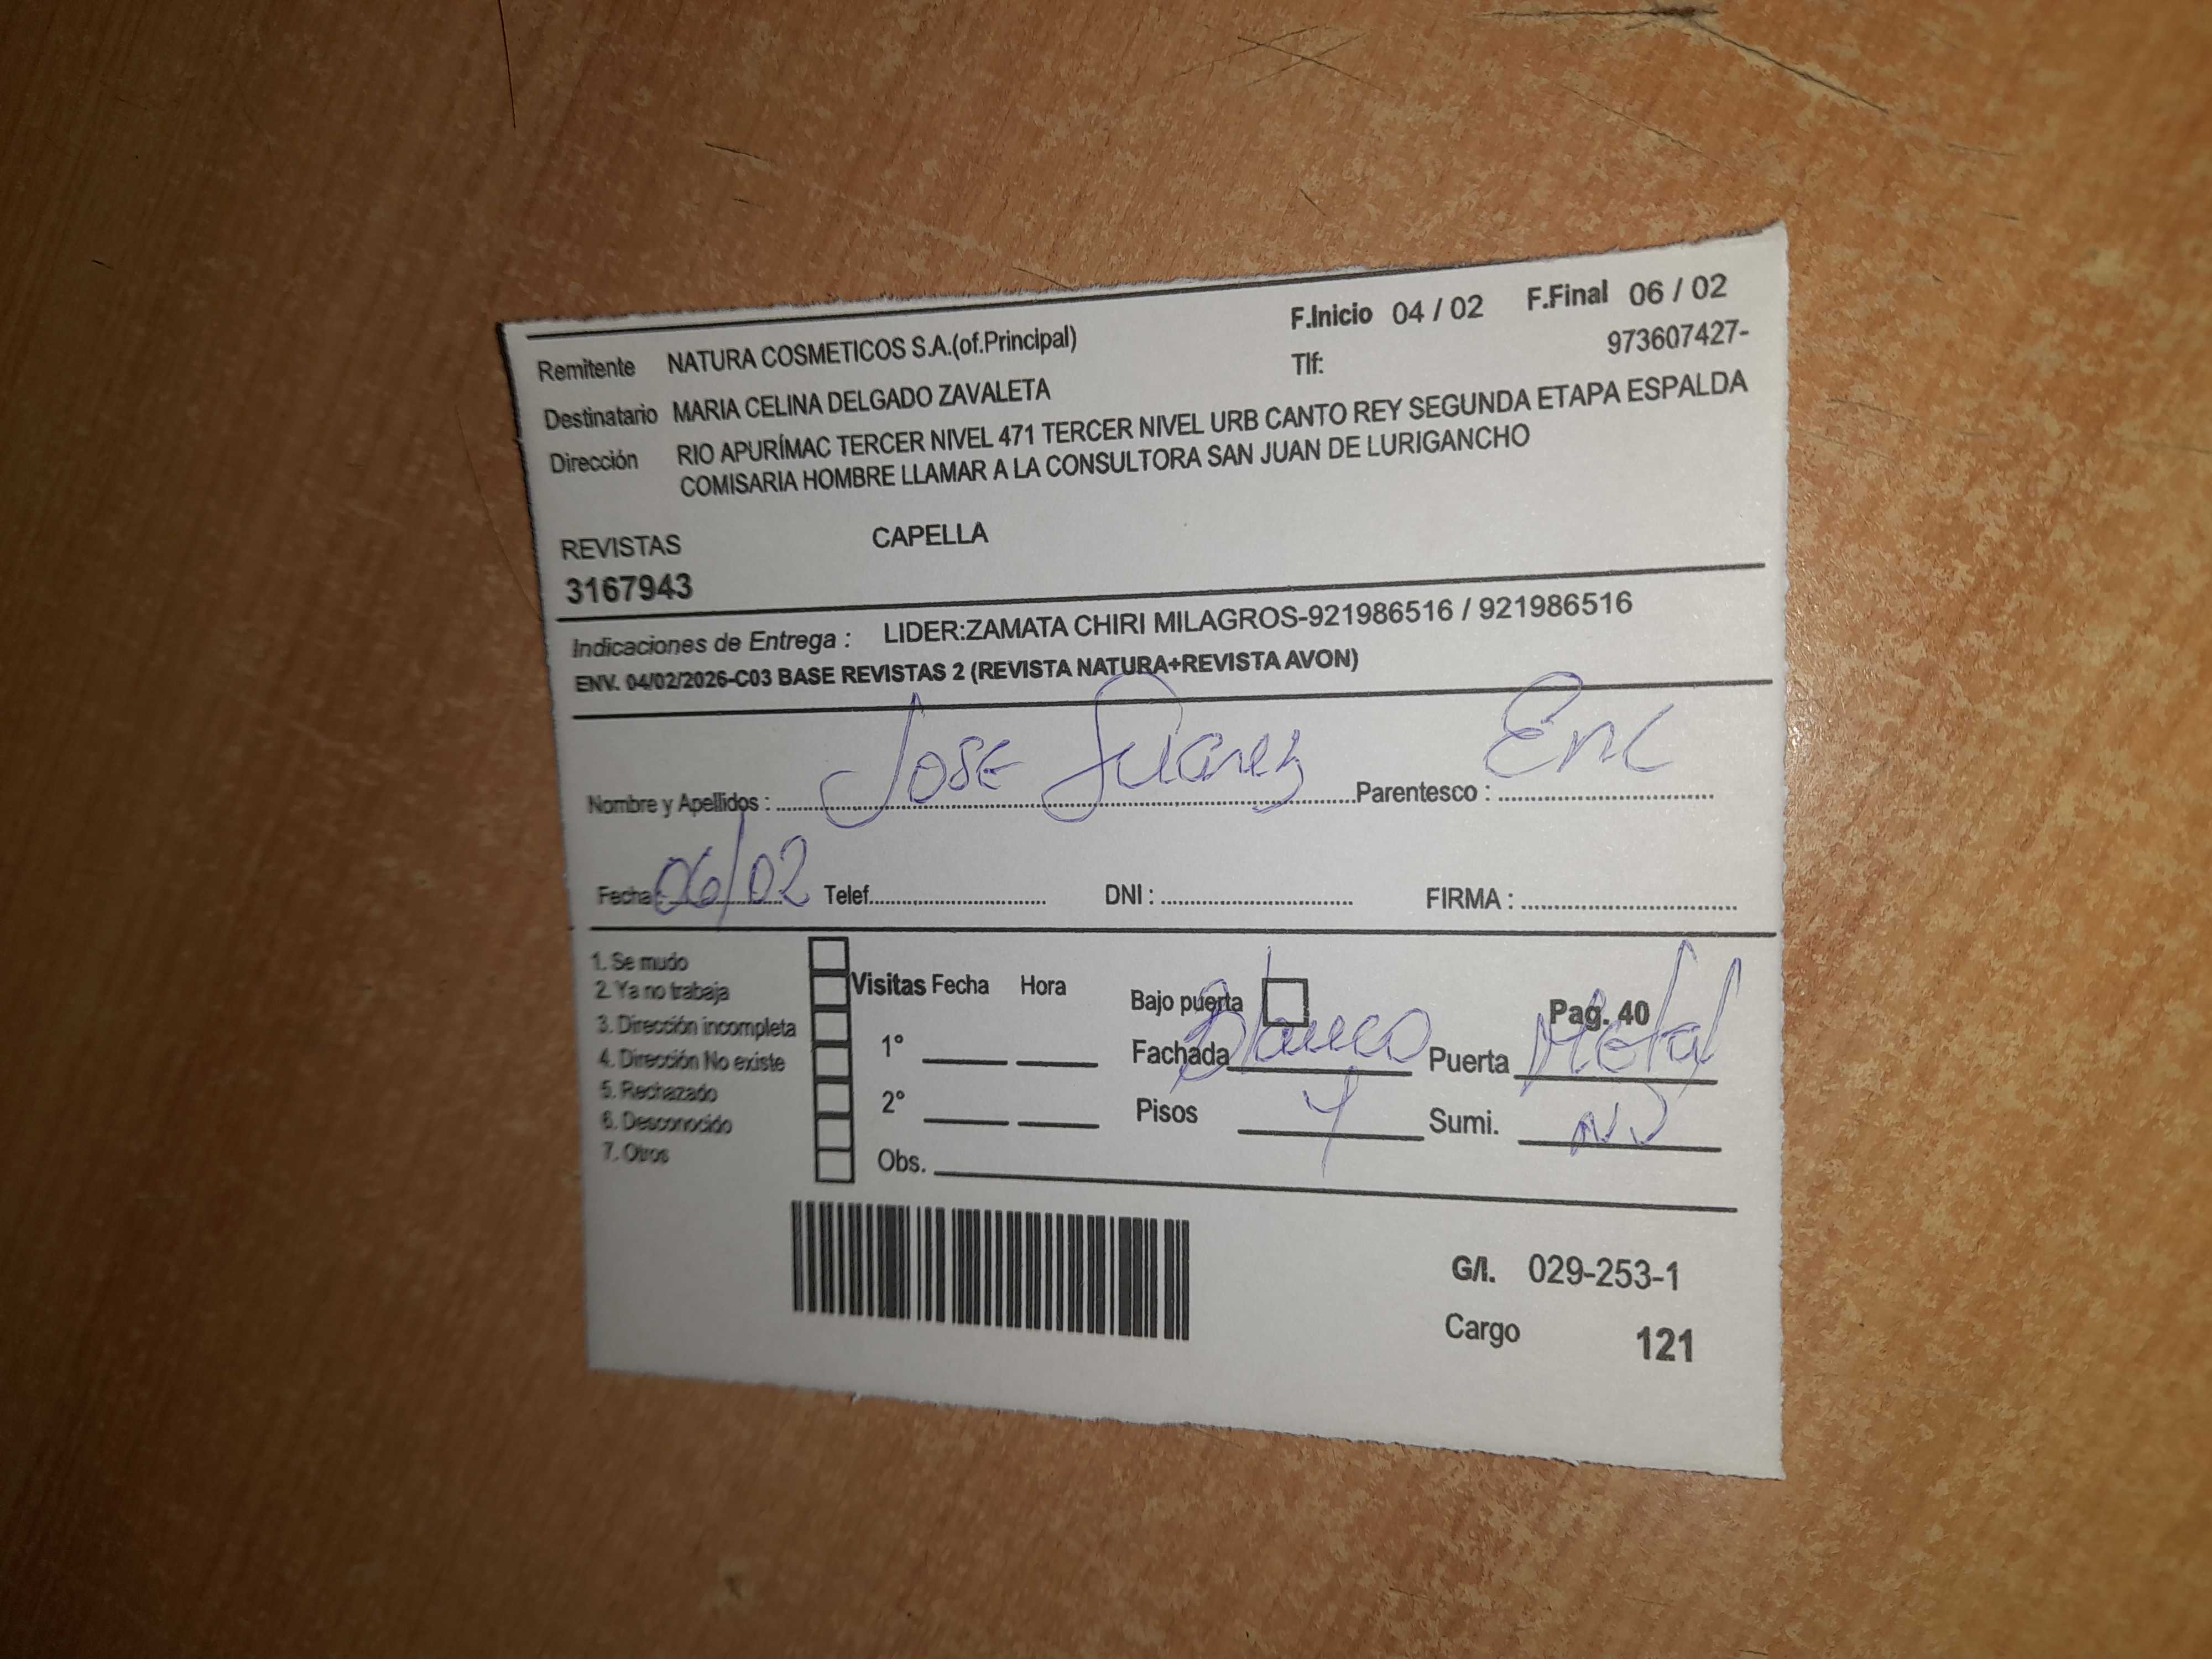 F.Inicio 04 / 02 F.Final 06 / 02
Remitente NATURA COSMETICOS S.A.(of.Principal) Tlf: 973607427-
Destinatario MARIA CELINA DELGADO ZAVALETA
Dirección RIO APURÍMAC TERCER NIVEL 471 TERCER NIVEL URB CANTO REY SEGUNDA ETAPA ESPALDA
COMISARIA HOMBRE LLAMAR A LA CONSULTORA SAN JUAN DE LURIGANCHO
REVISTAS CAPELLA
3167943
Indicaciones de Entrega : LIDER:ZAMATA CHIRI MILAGROS-921986516 / 921986516
ENV. 04/02/2026-C03 BASE REVISTAS 2 (REVISTA NATURA+REVISTA AVON)
Nombre y Apellidos : Jose Suarez Parentesco :
Fecha : 06/02 Telef. DNI : FIRMA :
1. Se mudo
2. Ya no trabaja
3. Dirección incompleta
4. Dirección No existe
5. Rechazado
6. Desconocido
7. Otros
Visitas Fecha Hora
1°
2°
Obs.
Bajo puerta Pag. 40
Fachada Blanco Puerta Metal
Pisos 4 Sumi.
G/I. 029-253-1
Cargo 121